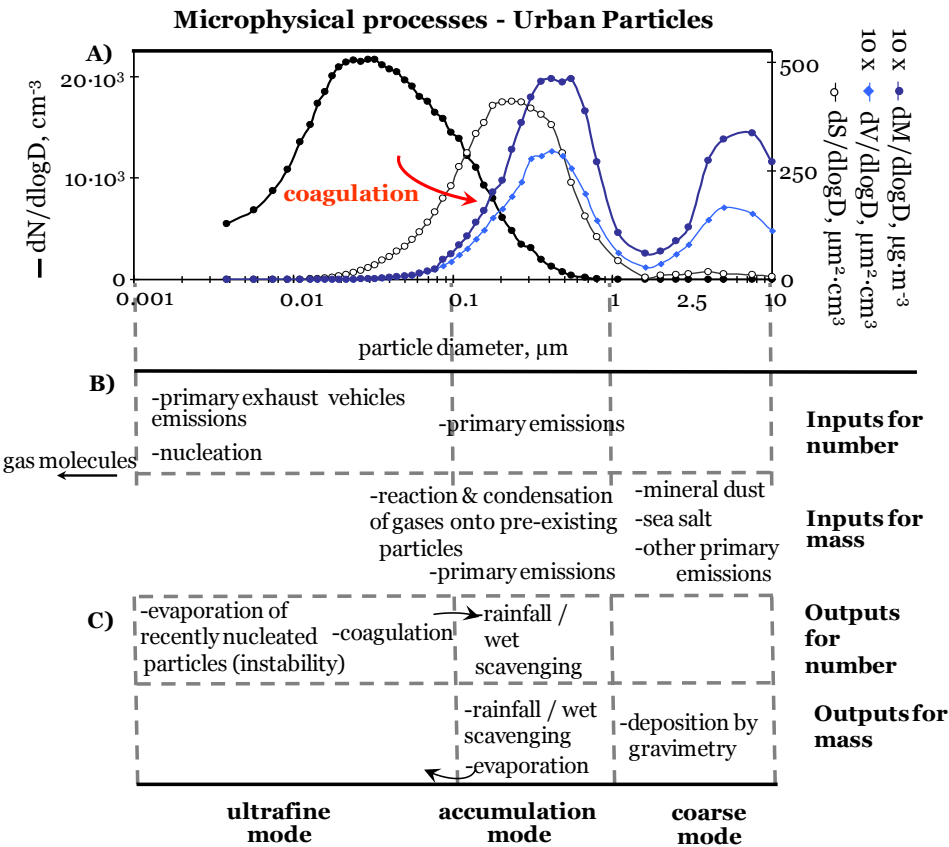 Microphysical processes - Urban Particles
A)
20·10³
10·10³
0
500
250
0
dN/dlogD, cm⁻³
10 x dM/dlogD, µg·m⁻³
10 x dV/dlogD, µm²·cm³
dS/dlogD, µm²·cm³
coagulation
0.001
0.01
0.1
1
2.5
10
particle diameter, µm
B)
-primary exhaust vehicles
emissions
-nucleation
-primary emissions
Inputs for
number
gas molecules
-reaction & condensation
of gases onto pre-existing
particles
-primary emissions
-mineral dust
-sea salt
-other primary
emissions
Inputs for
mass
C)
-evaporation of
recently nucleated
particles (instability)
-coagulation
-rainfall /
wet
scavenging
Outputs
for
number
-rainfall / wet
scavenging
-evaporation
-deposition by
gravimetry
Outputs for
mass
ultrafine
mode
accumulation
mode
coarse
mode